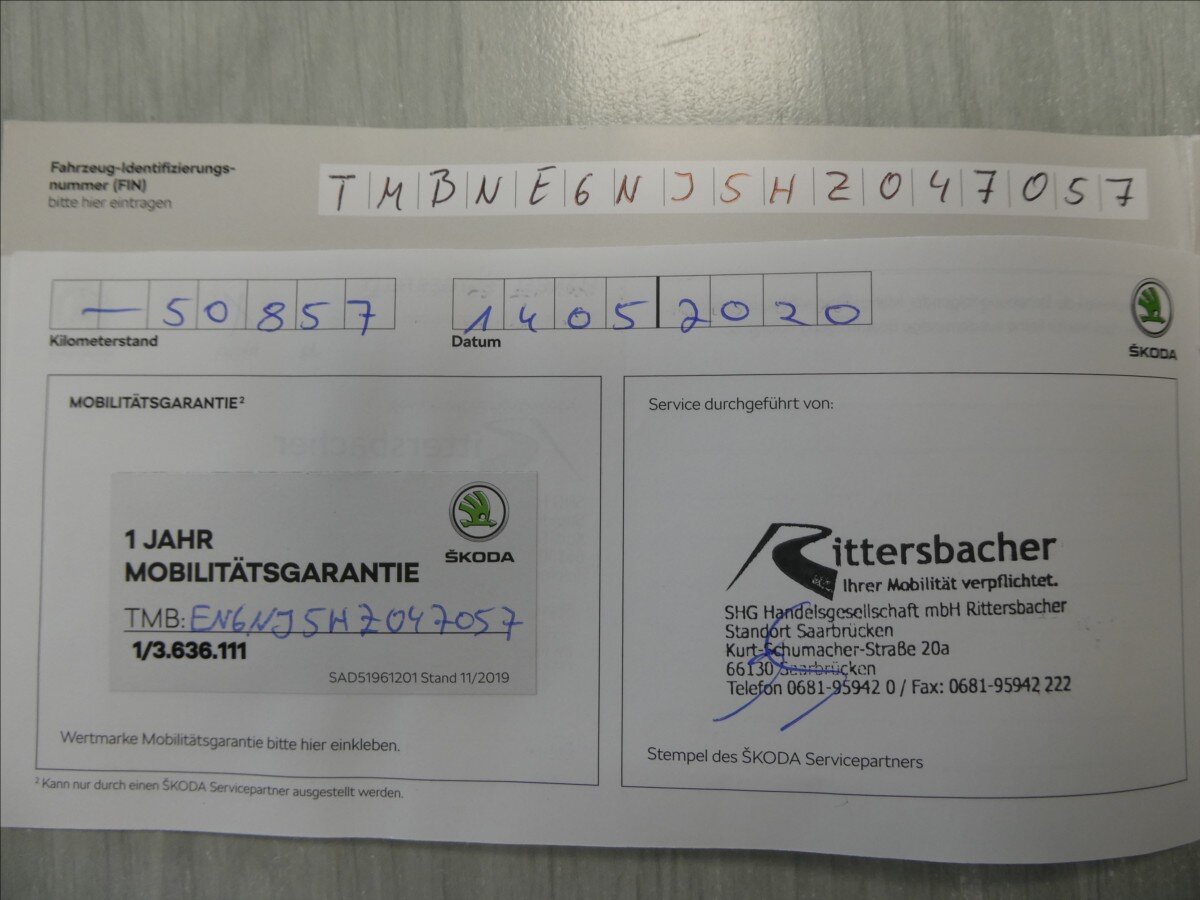 Fahrzeug-Identifizierungs-
nummer (FIN)
bitte hier eintragen
TMBNE6NJ5HZ047057
— 50857
Kilometerstand
14052020
Datum
ŠKODA
MOBILITÄTSGARANTIE²
1 JAHR
MOBILITÄTSGARANTIE
ŠKODA
TMB: EN6NJ5HZ047057
1/3.636.111
SAD51961201 Stand 11/2019
Wertmarke Mobilitätsgarantie bitte hier einkleben.
² Kann nur durch einen ŠKODA Servicepartner ausgestellt werden.
Service durchgeführt von:
Rittersbacher
Ihrer Mobilität verpflichtet.
SHG Handelsgesellschaft mbH Rittersbacher
Standort Saarbrücken
Kurt-Schumacher-Straße 20a
66130 Saarbrücken
Telefon 0681-95942 0 / Fax: 0681-95942 222
Stempel des ŠKODA Servicepartners